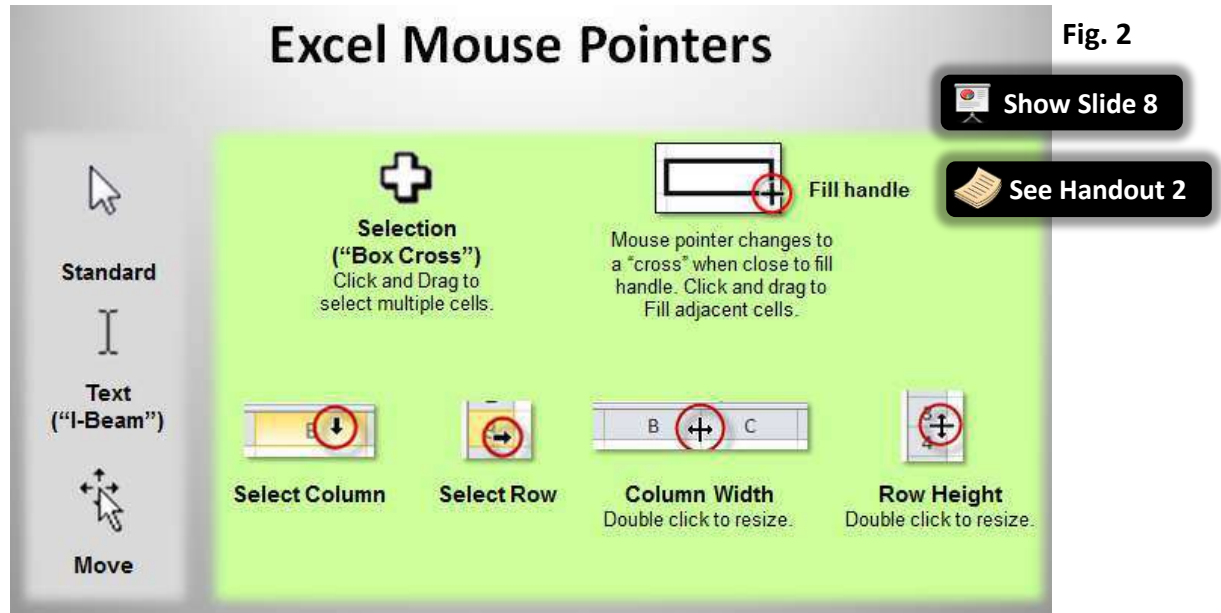 Excel Mouse Pointers
Fig. 2
Show Slide 8
See Handout 2
Standard
Text
("I-Beam")
Move
Selection
("Box Cross")
Click and Drag to
select multiple cells.
Fill handle
Mouse pointer changes to
a "cross" when close to fill
handle. Click and drag to
Fill adjacent cells.
B
Select Column
Select Row
B C
Column Width
Double click to resize.
3
4
Row Height
Double click to resize.